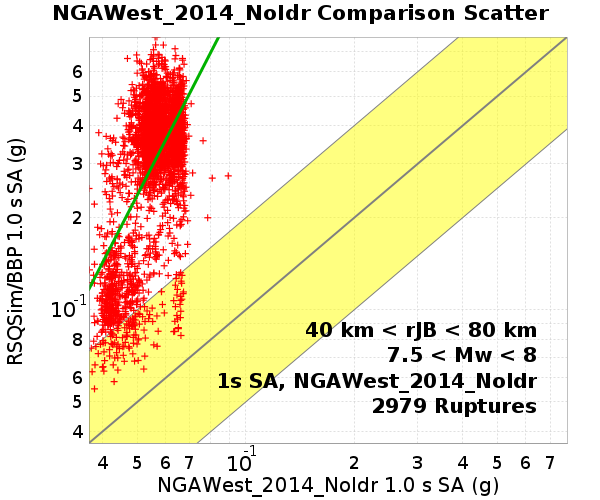 NGAWest_2014_NoIdr Comparison Scatter
RSQSim/BBP 1.0 s SA (g)
6
5
4
3
2
10^-1
8
6
5
4
40 km < rJB < 80 km
7.5 < Mw < 8
1s SA, NGAWest_2014_NoIdr
2979 Ruptures
4 5 6 7 10^-1 2 3 4 5 6 7
NGAWest_2014_NoIdr 1.0 s SA (g)